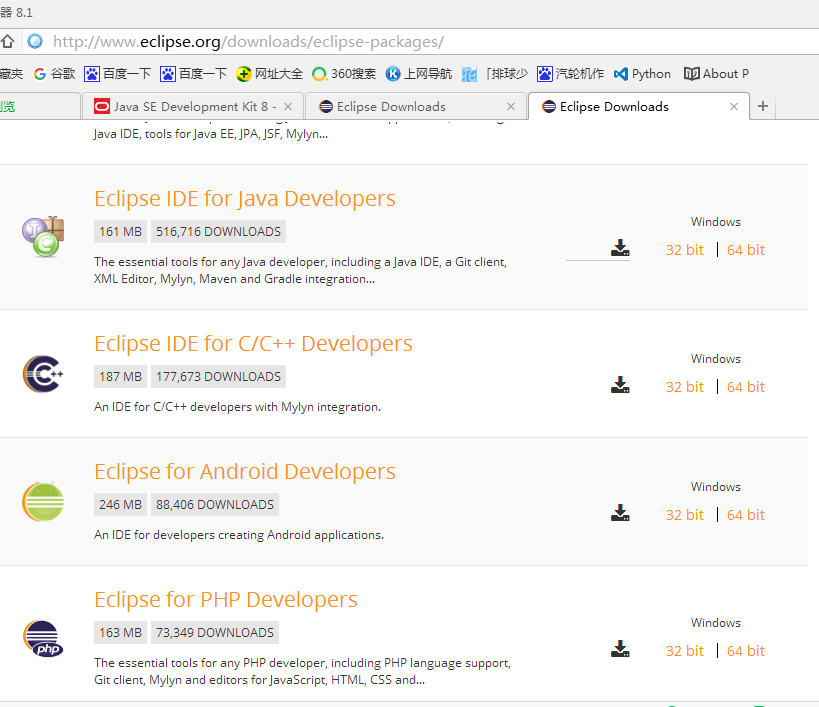 器 8.1
http://www.eclipse.org/downloads/eclipse-packages/
藏夹 谷歌 百度一下 百度一下 网址大全 360搜索 上网导航 「排球少 汽轮机作 Python About P
浏览 Java SE Development Kit 8 - Eclipse Downloads Eclipse Downloads
Java IDE, tools for Java EE, JPA, JSF, Mylyn...
Eclipse IDE for Java Developers
161 MB 516,716 DOWNLOADS
The essential tools for any Java developer, including a Java IDE, a Git client,
XML Editor, Mylyn, Maven and Gradle integration...
Windows
32 bit | 64 bit
Eclipse IDE for C/C++ Developers
187 MB 177,673 DOWNLOADS
An IDE for C/C++ developers with Mylyn integration.
Windows
32 bit | 64 bit
Eclipse for Android Developers
246 MB 88,406 DOWNLOADS
An IDE for developers creating Android applications.
Windows
32 bit | 64 bit
Eclipse for PHP Developers
163 MB 73,349 DOWNLOADS
The essential tools for any PHP developer, including PHP language support,
Git client, Mylyn and editors for JavaScript, HTML, CSS and...
Windows
32 bit | 64 bit